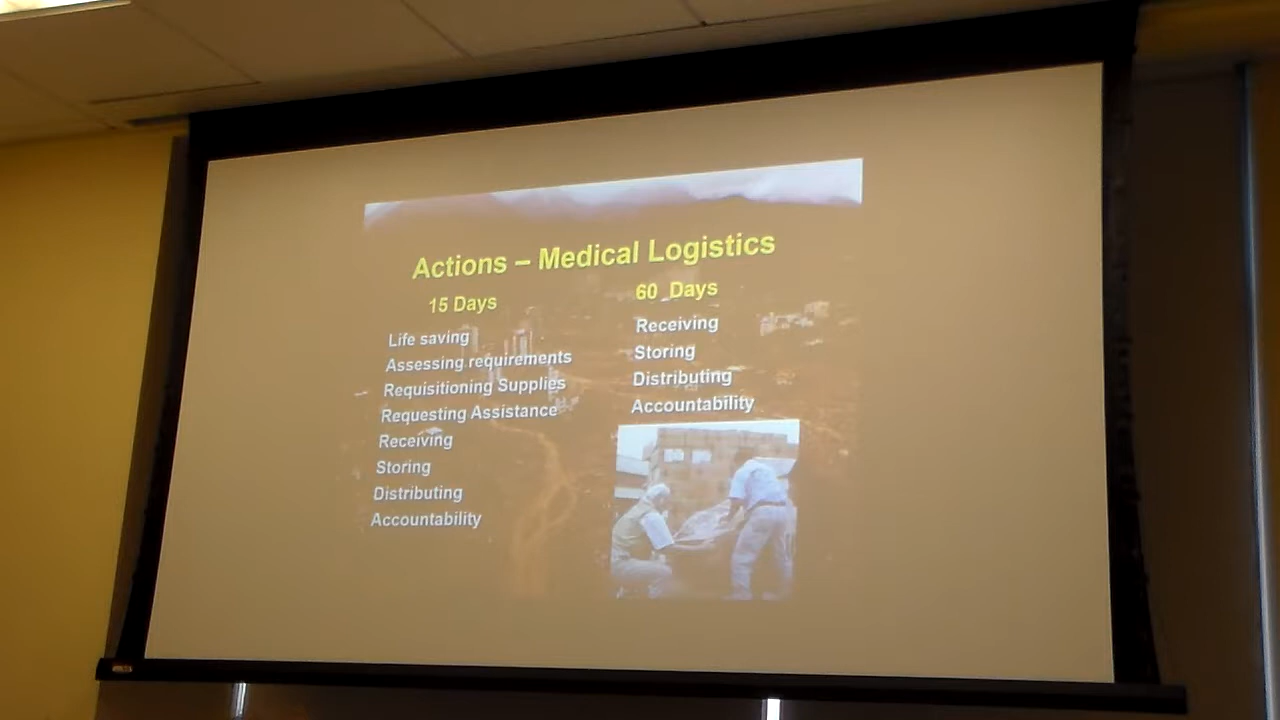 Actions – Medical Logistics
15 Days
Life saving
Assessing requirements
Requisitioning Supplies
Requesting Assistance
Receiving
Storing
Distributing
Accountability
60 Days
Receiving
Storing
Distributing
Accountability